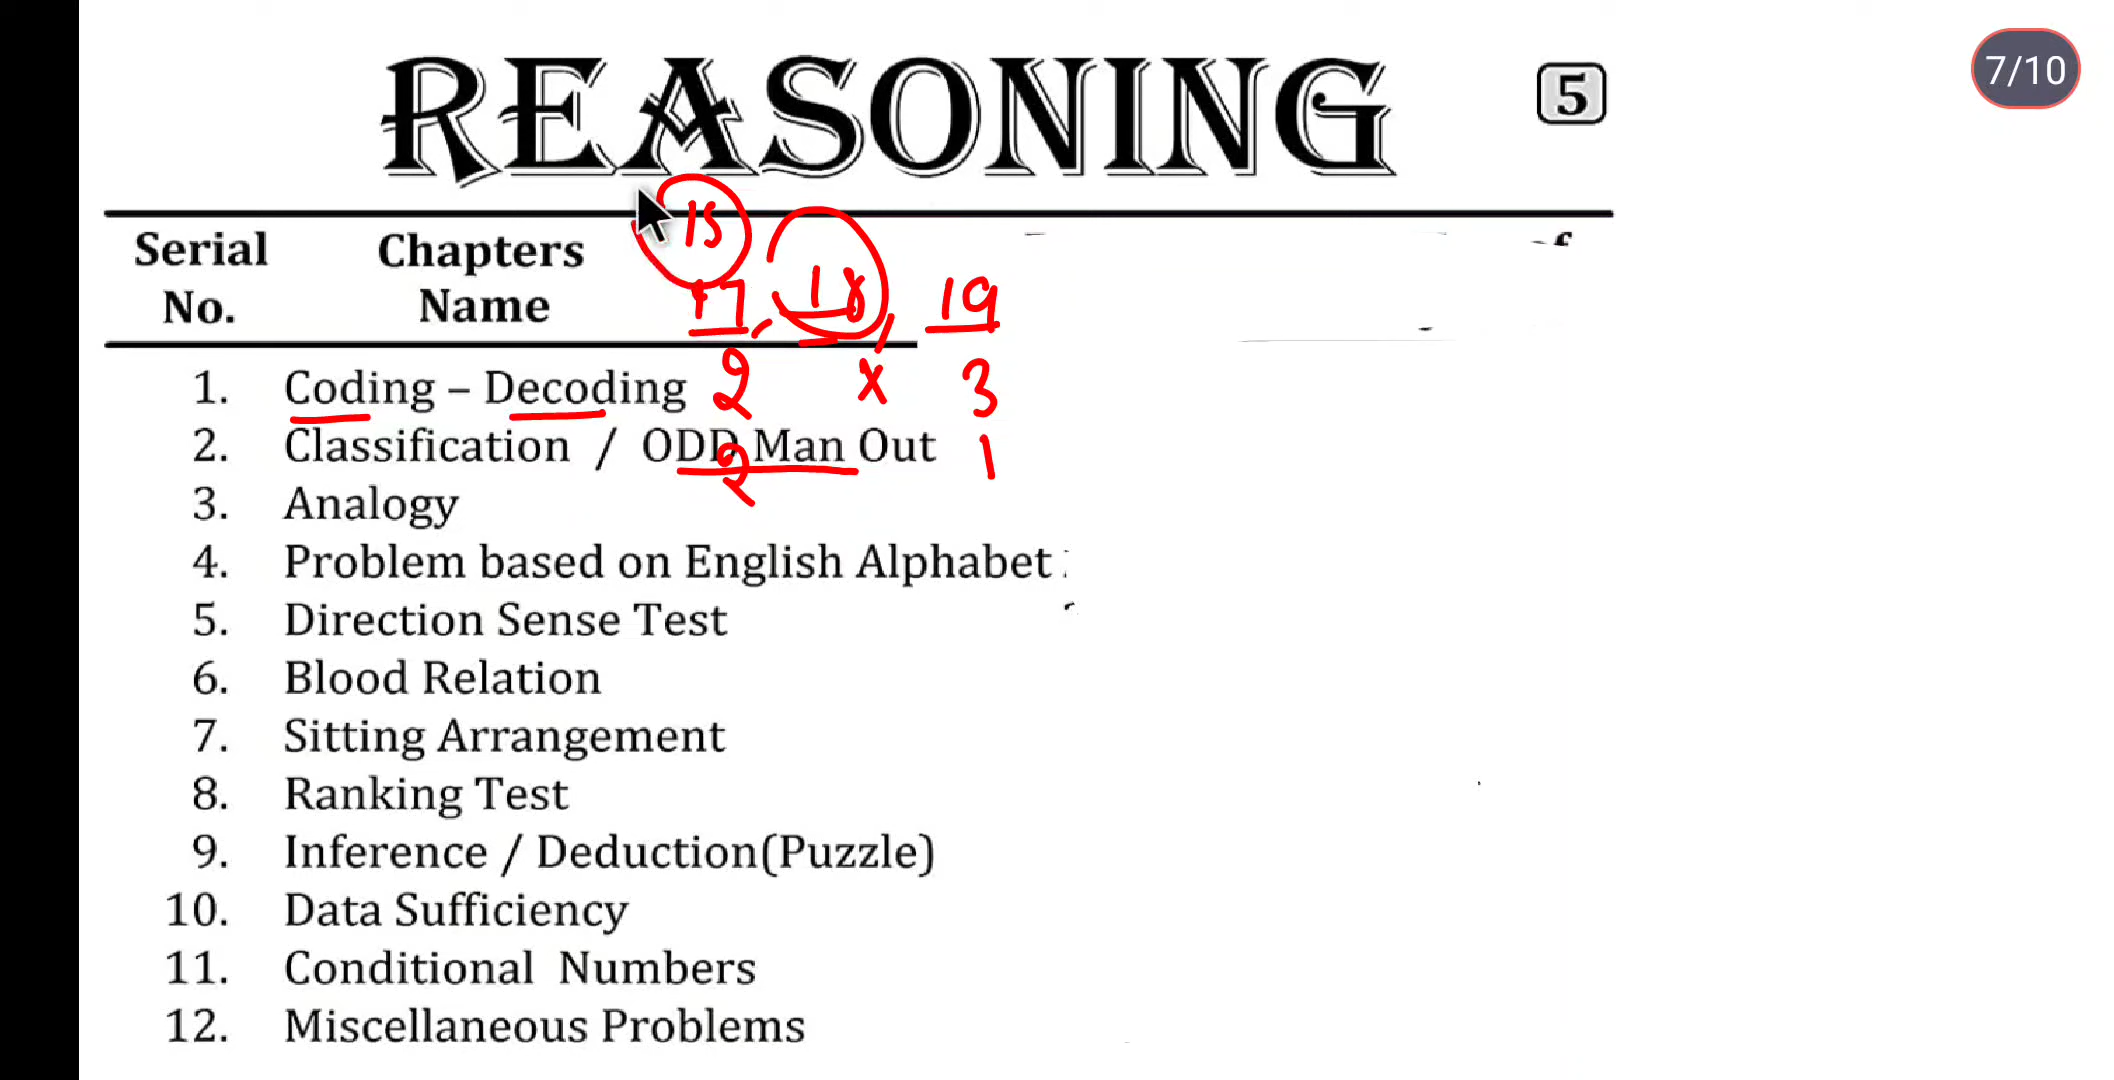 REASONING
5
7/10
15
Serial Chapters
No. Name
17, 18, 19
1. Coding – Decoding 2 x 3
2. Classification / ODD Man Out 1
2
3. Analogy
4. Problem based on English Alphabet
5. Direction Sense Test
6. Blood Relation
7. Sitting Arrangement
8. Ranking Test
9. Inference / Deduction(Puzzle)
10. Data Sufficiency
11. Conditional Numbers
12. Miscellaneous Problems